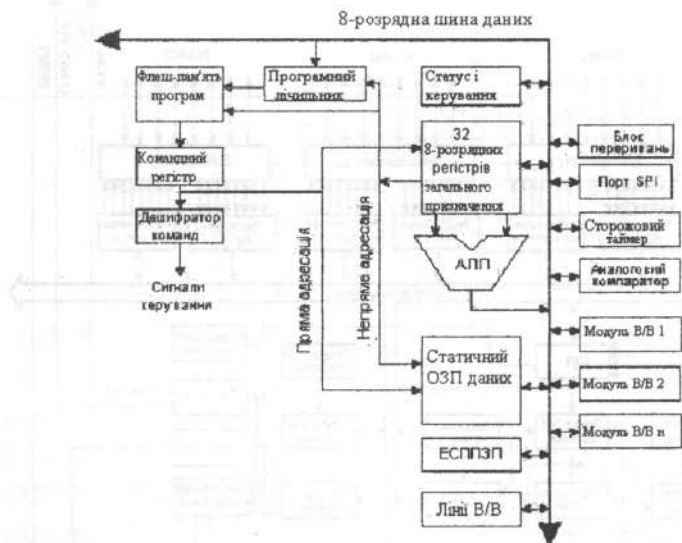 8-розрядна шина даних
Флеш-пам'ять
програм
Програмний
лічильник
Статус і
керування
32
8-розрядних
регістрів
загального
призначення
Командний
регістр
Дешифратор
команд
Сигнали
керування
Пряма адресація
Непряма адресація
АЛП
Статичний
ОЗП даних
ЕСППЗП
Лінії В/В
Блок
переривань
Порт SPI
Сторожовий
таймер
Аналоговий
компаратор
Модуль В/В 1
Модуль В/В 2
Модуль В/В n